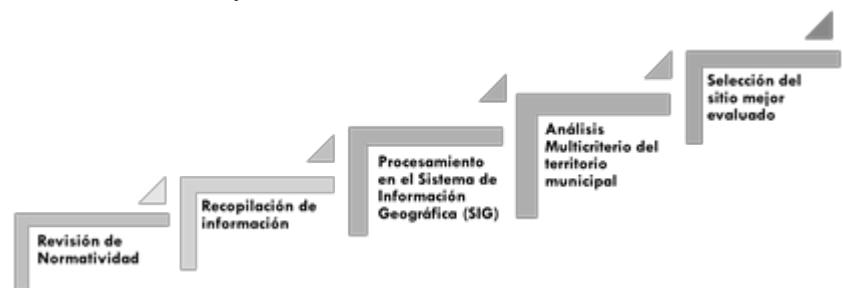 Revisión de
Normatividad
Recopilación de
información
Procesamiento
en el Sistema de
Información
Geográfica (SIG)
Análisis
Multicriterio del
territorio
municipal
Selección del
sitio mejor
evaluado